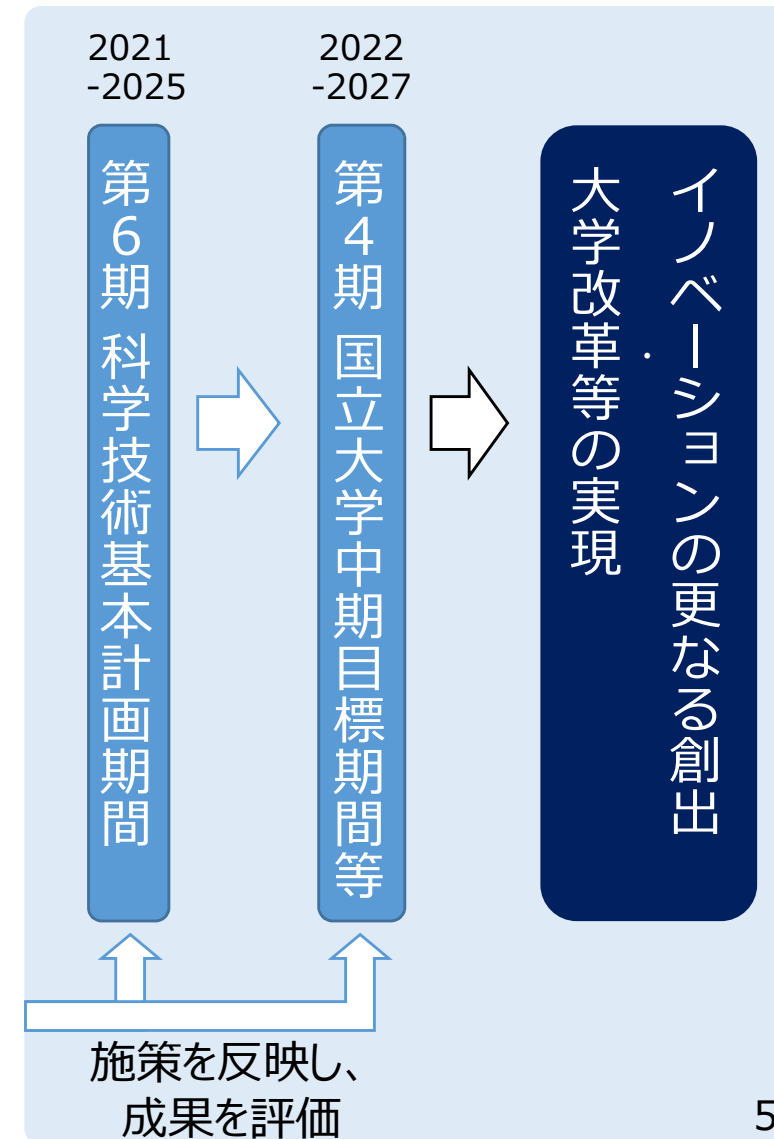 2021
-2025
2022
-2027
第6期 科学技術基本計画期間
第4期 国立大学中期目標期間等
イノベーションの更なる創出
・
大学改革等の実現
施策を反映し、
成果を評価
5